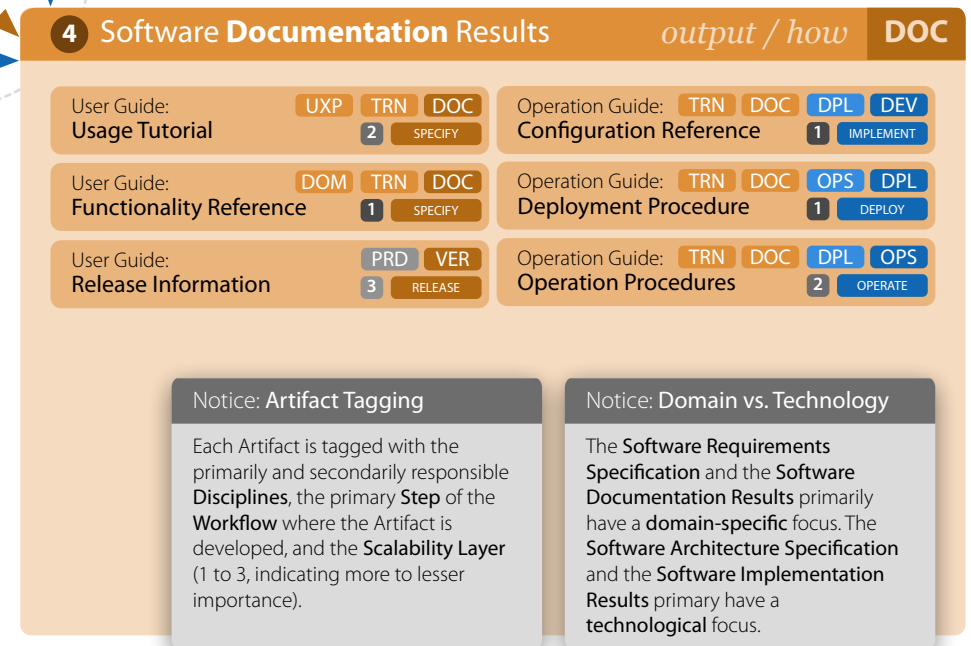 4 Software Documentation Results output / how DOC
User Guide: UXP TRN DOC
Usage Tutorial 2 SPECIFY
User Guide: DOM TRN DOC
Functionality Reference 1 SPECIFY
User Guide: PRD VER
Release Information 3 RELEASE
Operation Guide: TRN DOC DPL DEV
Configuration Reference 1 IMPLEMENT
Operation Guide: TRN DOC OPS DPL
Deployment Procedure 1 DEPLOY
Operation Guide: TRN DOC DPL OPS
Operation Procedures 2 OPERATE
Notice: Artifact Tagging
Each Artifact is tagged with the
primarily and secondarily responsible
Disciplines, the primary Step of the
Workflow where the Artifact is
developed, and the Scalability Layer
(1 to 3, indicating more to lesser
importance).
Notice: Domain vs. Technology
The Software Requirements
Specification and the Software
Documentation Results primarily
have a domain-specific focus. The
Software Architecture Specification
and the Software Implementation
Results primary have a
technological focus.